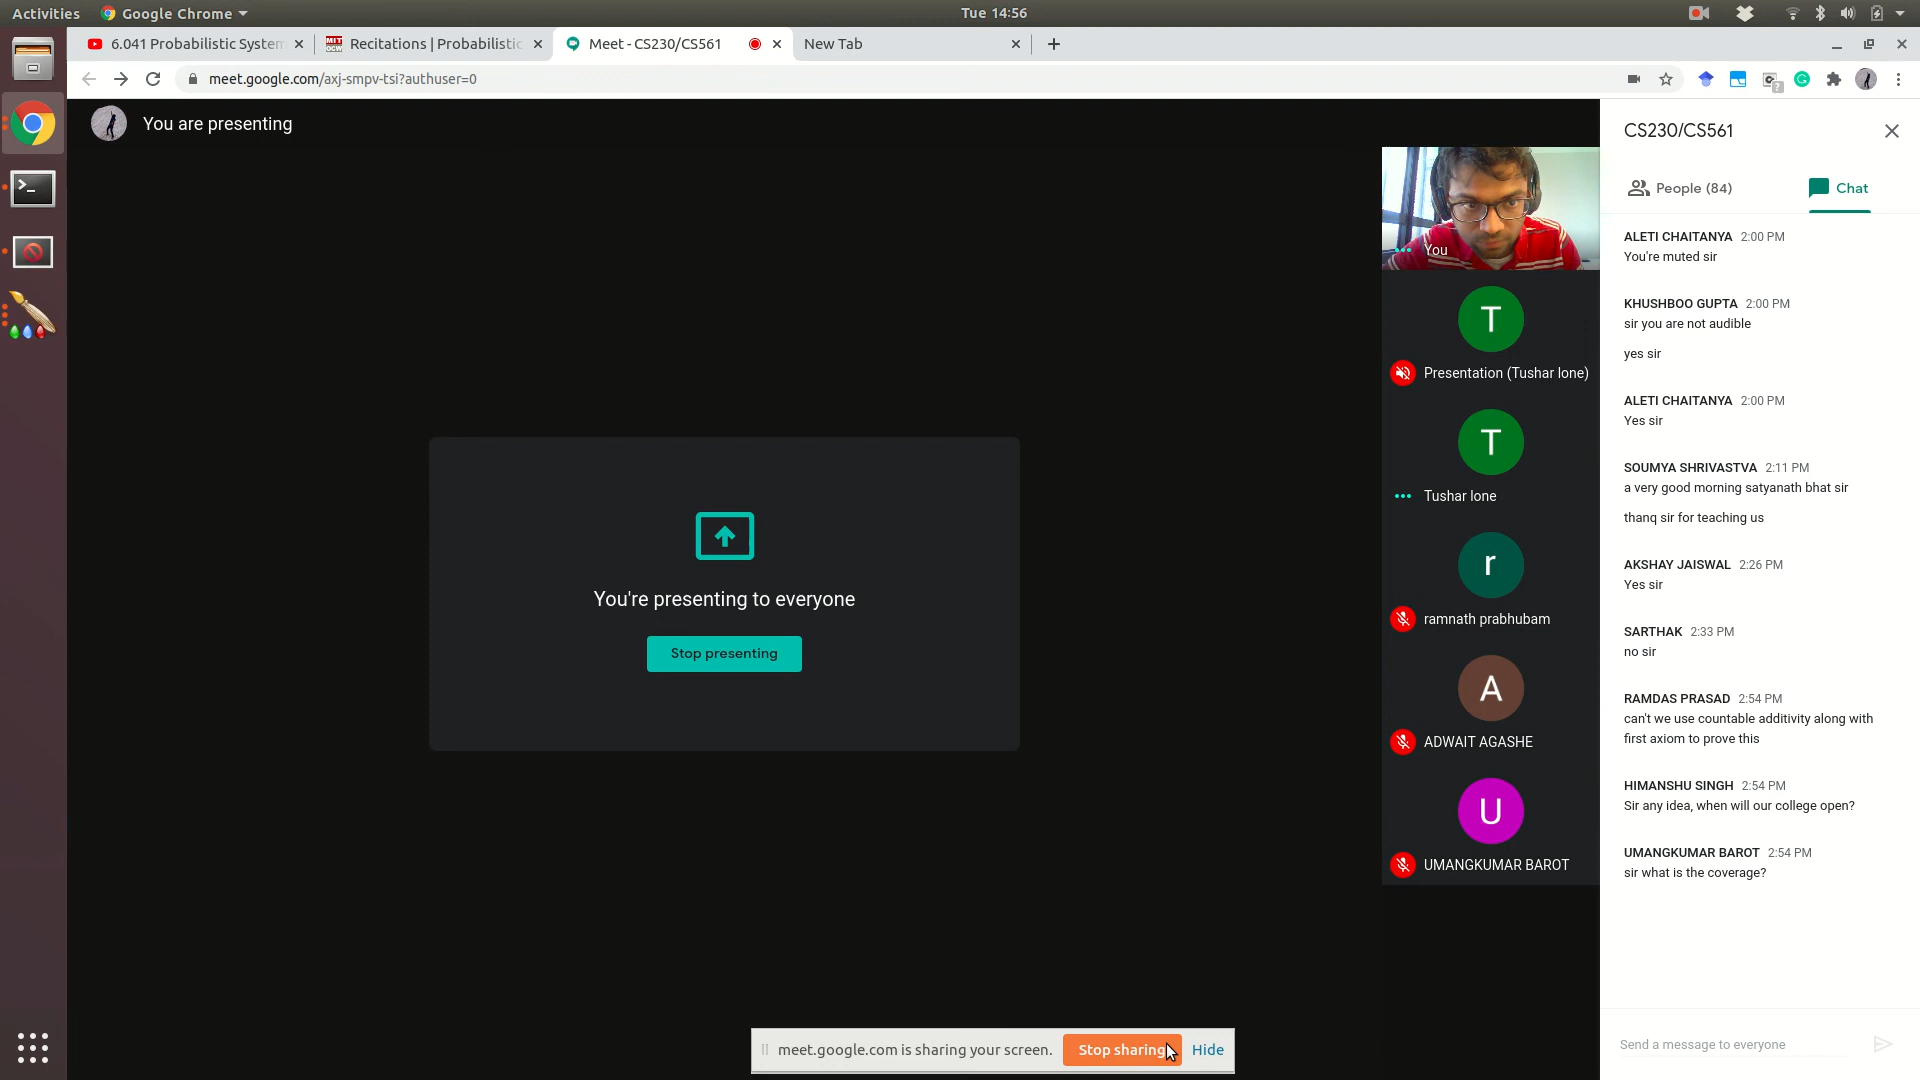 Activities
Google Chrome
Tue 14:56
6.041 Probabilistic System
MIT
OCW
Recitations | Probabilistic
Meet - CS230/CS561
New Tab
meet.google.com/axj-smpv-tsi?authuser=0
You are presenting
You're presenting to everyone
Stop presenting
You
T
Presentation (Tushar lone)
T
Tushar lone
r
ramnath prabhubam
A
ADWAIT AGASHE
U
UMANGKUMAR BAROT
CS230/CS561
People (84)
Chat
ALETI CHAITANYA 2:00 PM
You're muted sir
KHUSHBOO GUPTA 2:00 PM
sir you are not audible
yes sir
ALETI CHAITANYA 2:00 PM
Yes sir
SOUMYA SHRIVASTVA 2:11 PM
a very good morning satyanath bhat sir
thanq sir for teaching us
AKSHAY JAISWAL 2:26 PM
Yes sir
SARTHAK 2:33 PM
no sir
RAMDAS PRASAD 2:54 PM
can't we use countable additivity along with
first axiom to prove this
HIMANSHU SINGH 2:54 PM
Sir any idea, when will our college open?
UMANGKUMAR BAROT 2:54 PM
sir what is the coverage?
Send a message to everyone
meet.google.com is sharing your screen.
Stop sharing
Hide